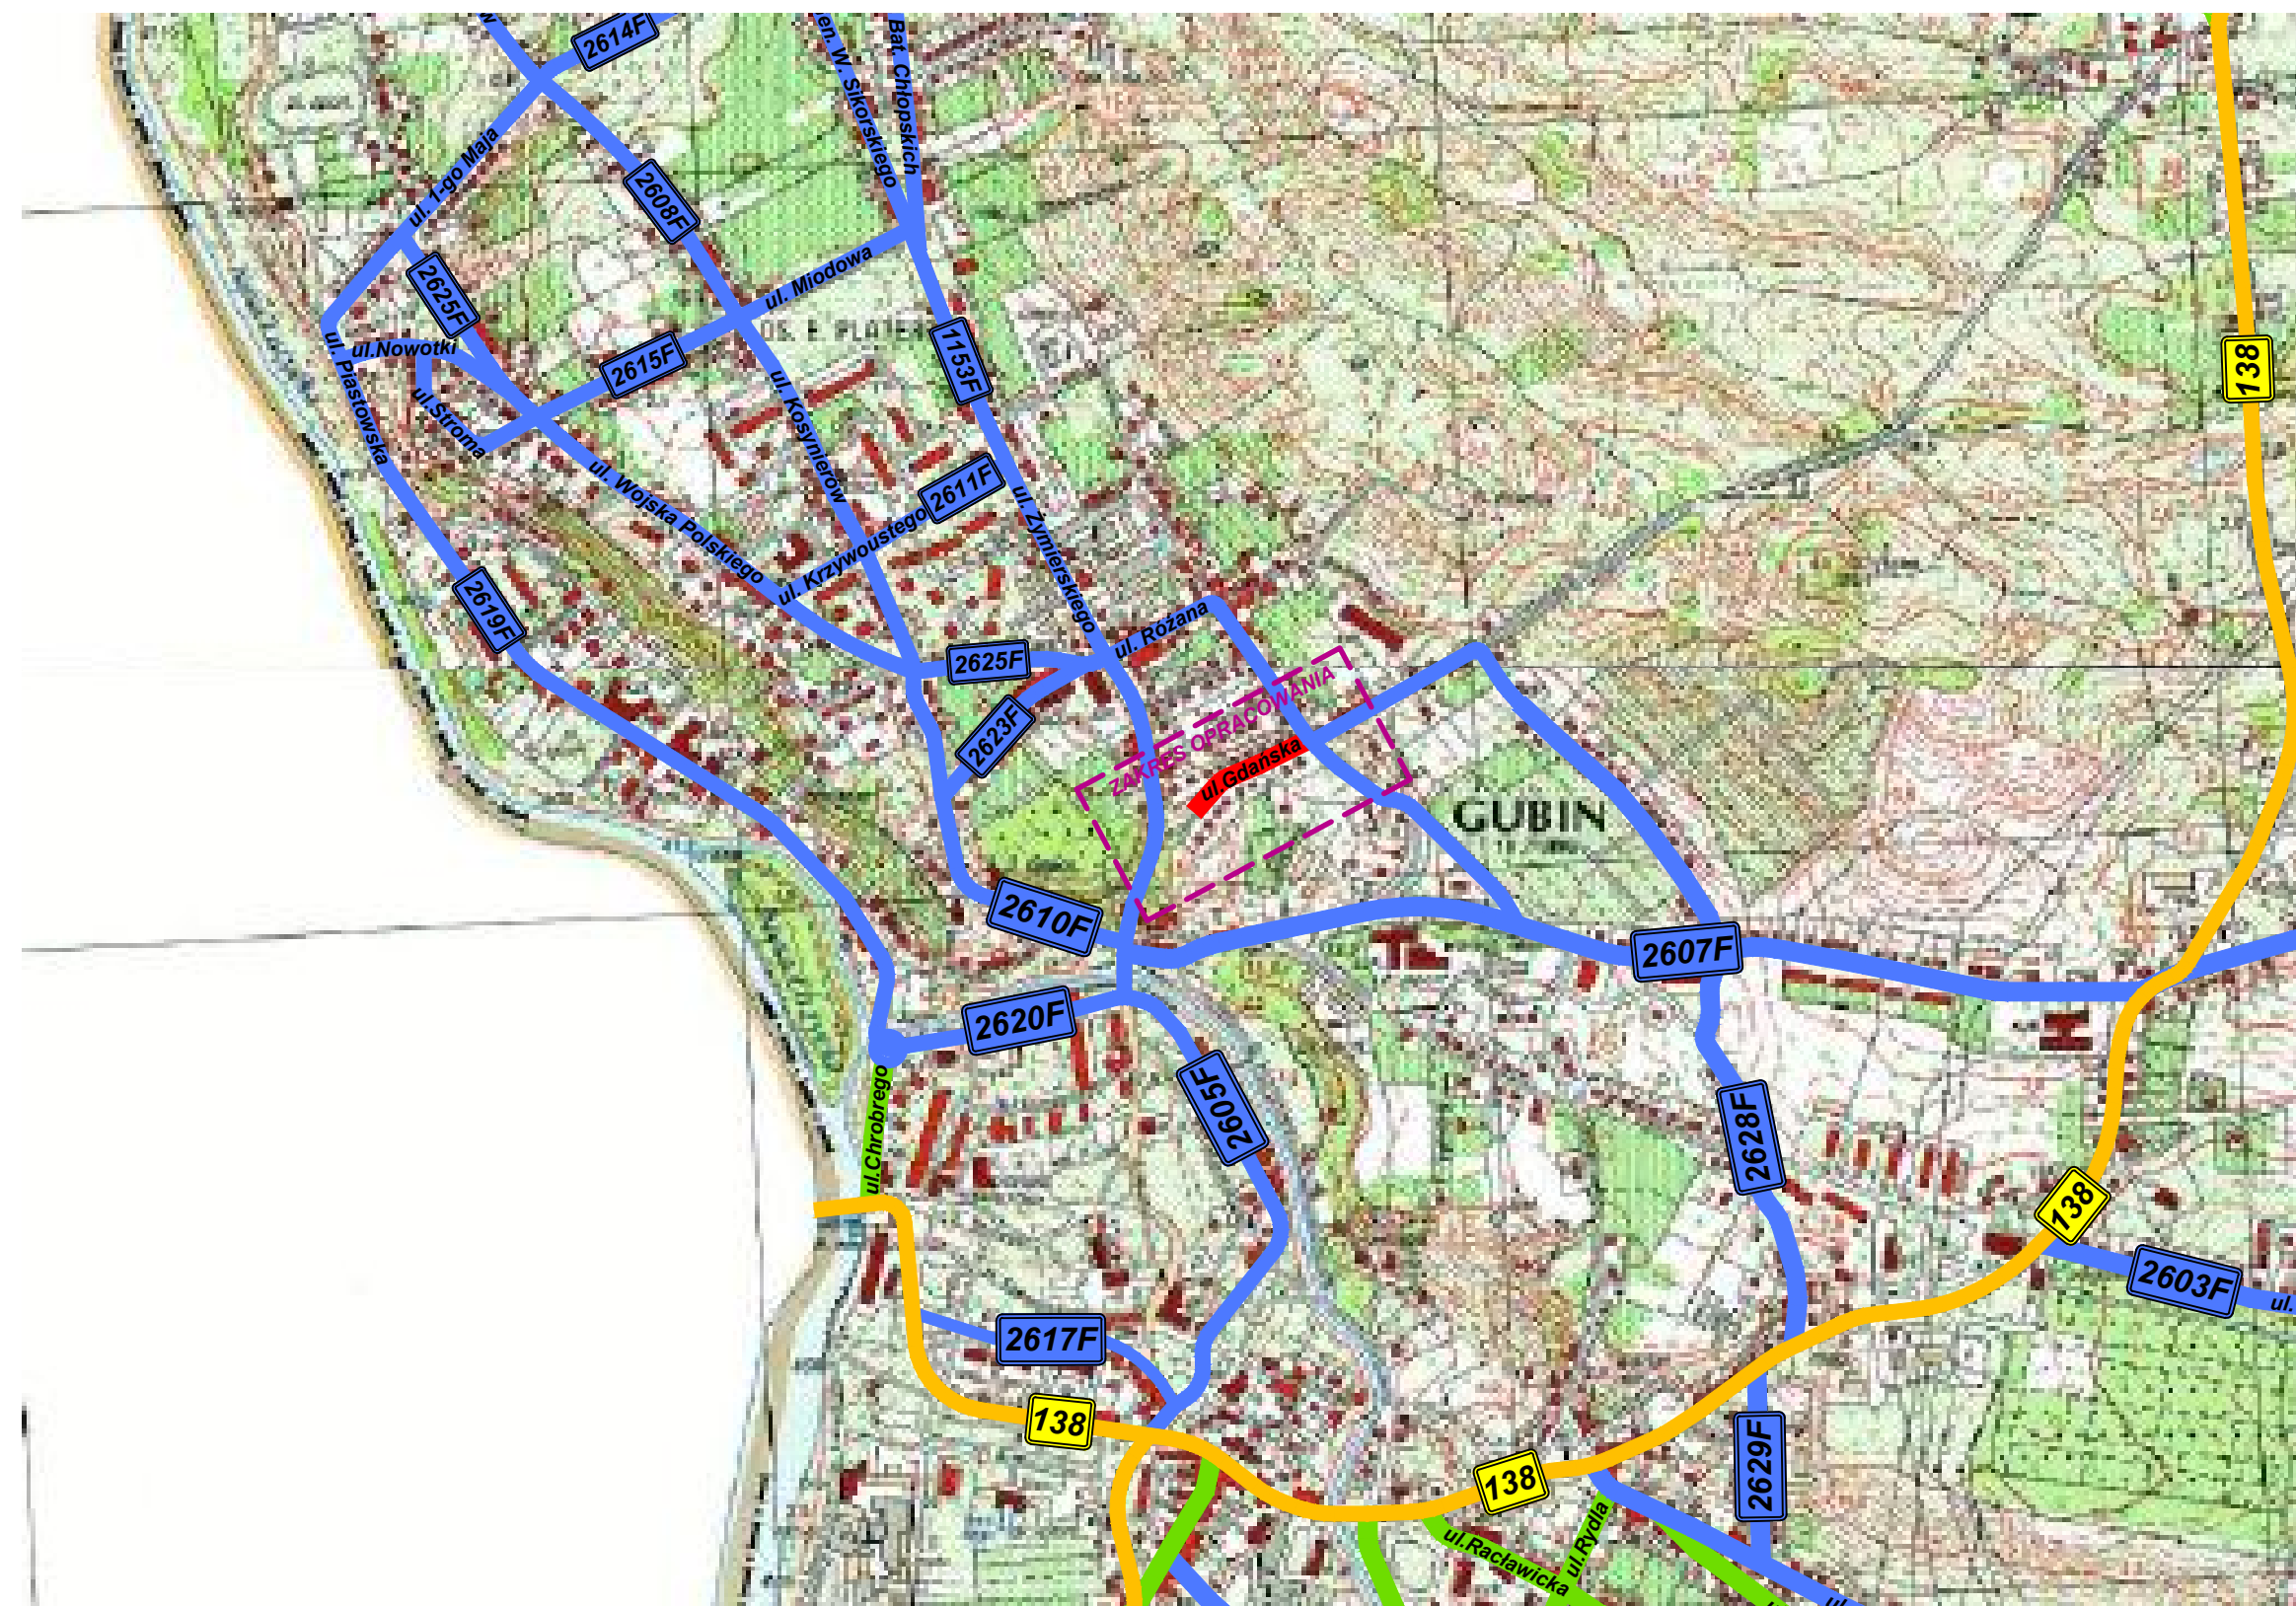 2614F
en. W. Sikorskiego
Bat. Chłopskich
ul. 1-go Maja
2608F
2625F
ul. Miodowa
138
ul.Nowotki
2615F
1153F
ul. Piastowska
ul.Stroma
ul. Kosynierów
ul. Wojska Polskiego
2611F
ul. Krzywoustego
ul. Żymierskiego
2619F
ul. Różana
2625F
2623F
ZAKRES OPRACOWANIA
ul.Gdańska
GUBIN
2610F
2607F
2620F
2605F
ul.Chrobrego
2628F
138
2603F
ul.
2617F
138
138
2629F
ul.Racławicka
ul.Rydla